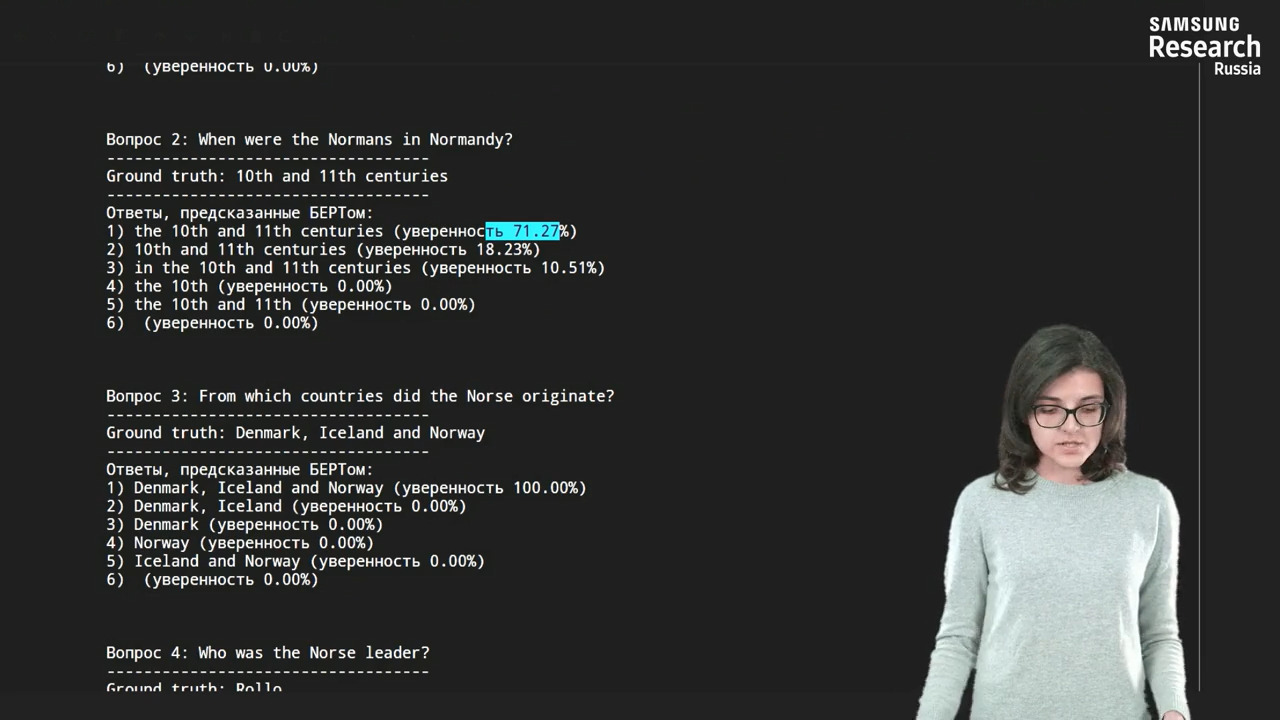 SAMSUNG
Research
Russia
6)  (уверенность 0.00%)
Вопрос 2: When were the Normans in Normandy?
-----------------------------------
Ground truth: 10th and 11th centuries
-----------------------------------
Ответы, предсказанные БЕРТом:
1) the 10th and 11th centuries (уверенность 71.27%)
2) 10th and 11th centuries (уверенность 18.23%)
3) in the 10th and 11th centuries (уверенность 10.51%)
4) the 10th (уверенность 0.00%)
5) the 10th and 11th (уверенность 0.00%)
6)  (уверенность 0.00%)
Вопрос 3: From which countries did the Norse originate?
-----------------------------------
Ground truth: Denmark, Iceland and Norway
-----------------------------------
Ответы, предсказанные БЕРТом:
1) Denmark, Iceland and Norway (уверенность 100.00%)
2) Denmark, Iceland (уверенность 0.00%)
3) Denmark (уверенность 0.00%)
4) Norway (уверенность 0.00%)
5) Iceland and Norway (уверенность 0.00%)
6)  (уверенность 0.00%)
Вопрос 4: Who was the Norse leader?
-----------------------------------
Ground truth: Rollo